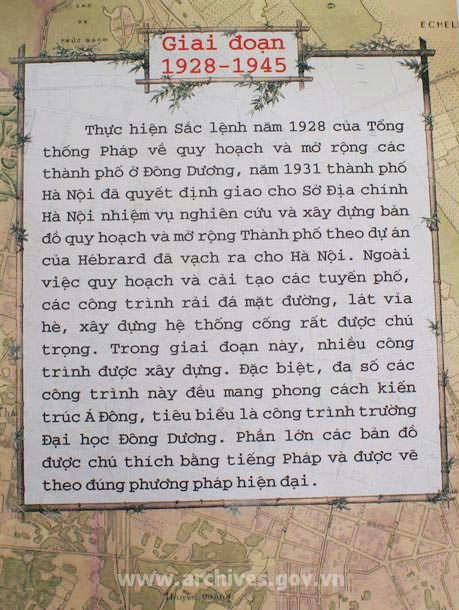 LAC
PHUC SANH
ECHELL
Giai đoạn
1928-1945
Thực hiện Sắc lệnh năm 1928 của Tổng
thống Pháp về quy hoạch và mở rộng các
thành phố ở Đông Dương, năm 1931 thành phố
Hà Nội đã quyết định giao cho Sở Địa chính
Hà Nội nhiệm vụ nghiên cứu và xây dựng bản
đồ quy hoạch và mở rộng Thành phố theo dự án
của Hébrard đã vạch ra cho Hà Nội. Ngoài
việc quy hoạch và cải tạo các tuyến phố,
các công trình rải đá mặt đường, lát vỉa
hè, xây dựng hệ thống cống rất được chú
trọng. Trong giai đoạn này, nhiều công
trình được xây dựng. Đặc biệt, đa số các
công trình này đều mang phong cách kiến
trúc Á Đông, tiêu biểu là công trình trường
Đại học Đông Dương. Phần lớn các bản đồ
được chú thích bằng tiếng Pháp và được vẽ
theo đúng phương pháp hiện đại.
www.archives.gov.vn